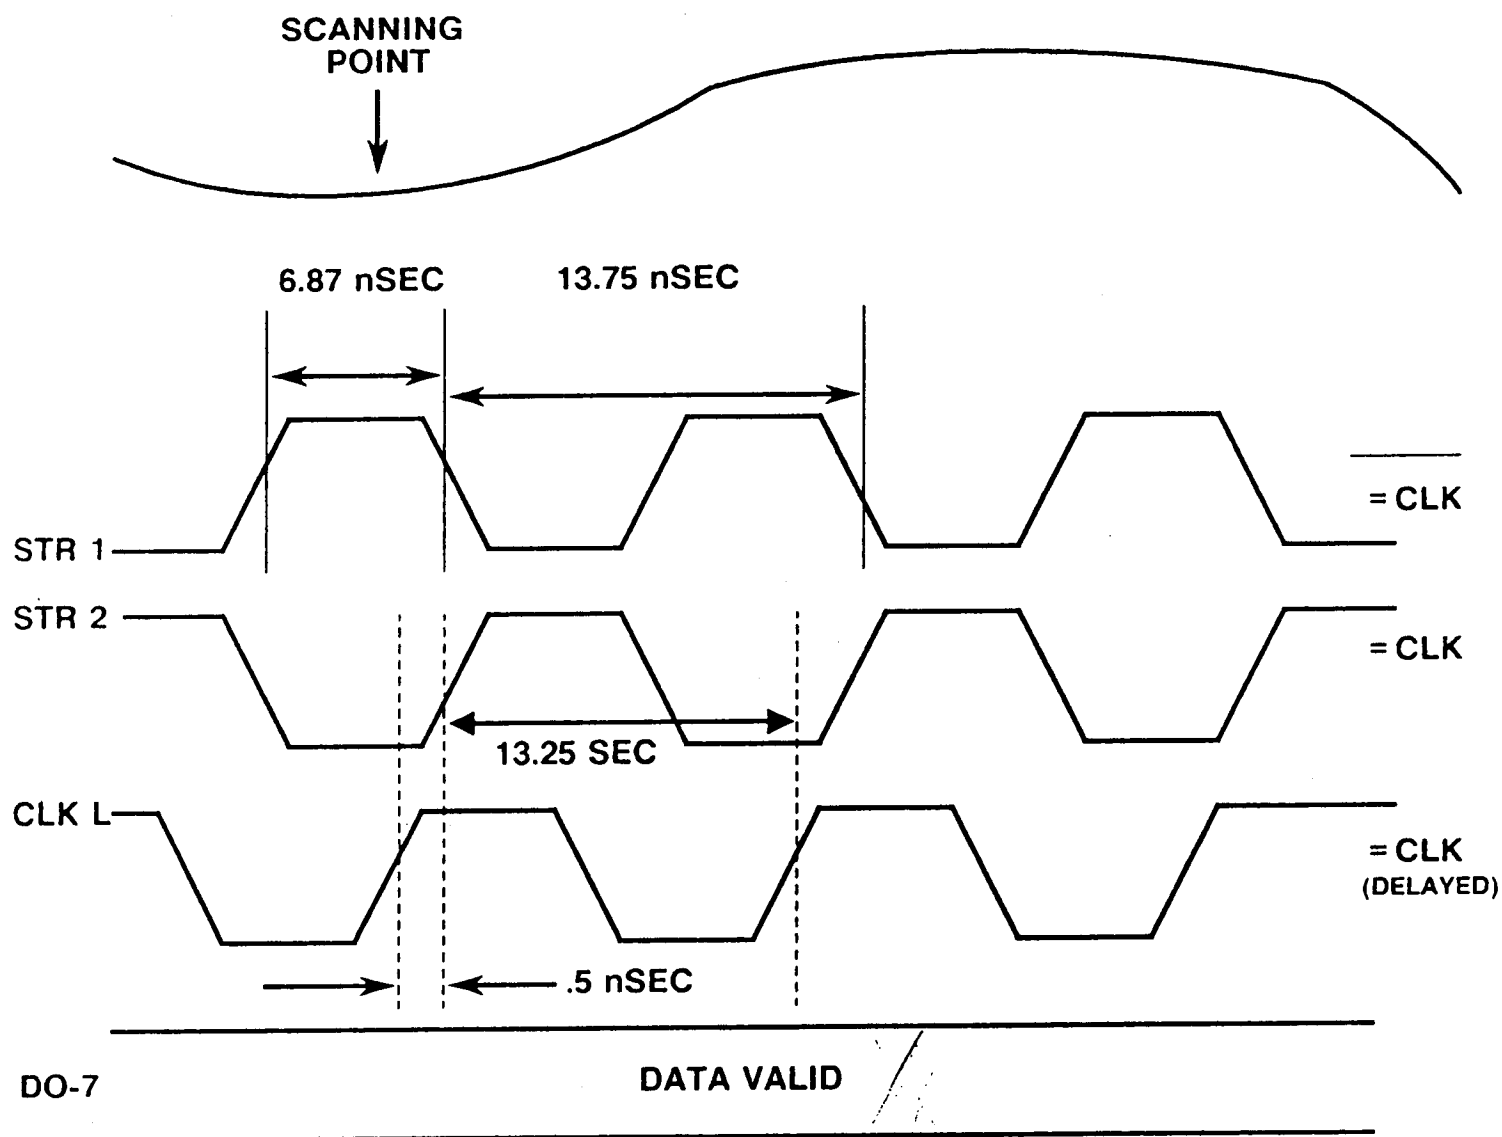 SCANNING
POINT
6.87 nSEC
13.75 nSEC
STR 1
= CLK
STR 2
= CLK
13.25 SEC
CLK L
= CLK
(DELAYED)
.5 nSEC
DO-7
DATA VALID